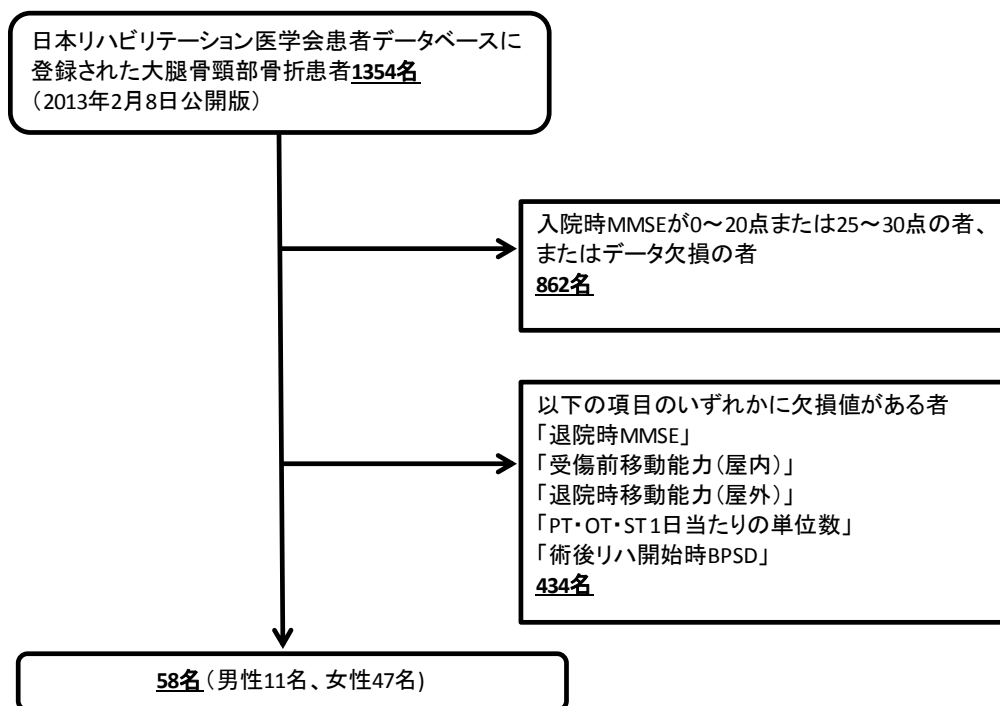 日本リハビリテーション医学会患者データベースに
登録された大腿骨頸部骨折患者1354名
（2013年2月8日公開版）
入院時MMSEが0～20点または25～30点の者、
またはデータ欠損の者
862名
以下の項目のいずれかに欠損値がある者
「退院時MMSE」
「受傷前移動能力（屋内）」
「退院時移動能力（屋外）」
「PT・OT・ST1日当たりの単位数」
「術後リハ開始時BPSD」
434名
58名（男性11名、女性47名)